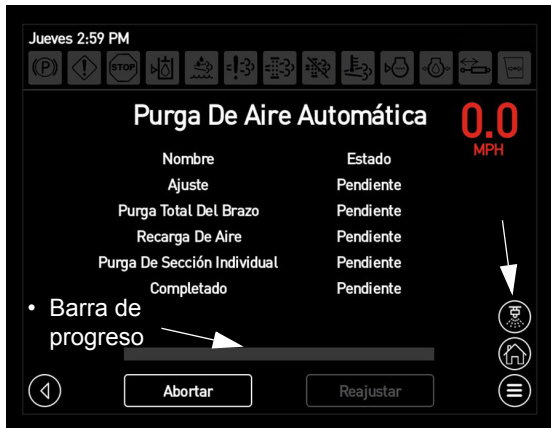 Jueves 2:59 PM
(P) STOP
Purga De Aire Automática
0.0
MPH
Nombre Estado
Ajuste Pendiente
Purga Total Del Brazo Pendiente
Recarga De Aire Pendiente
Purga De Sección Individual Pendiente
Completado Pendiente
• Barra de
progreso
Abortar Reajustar